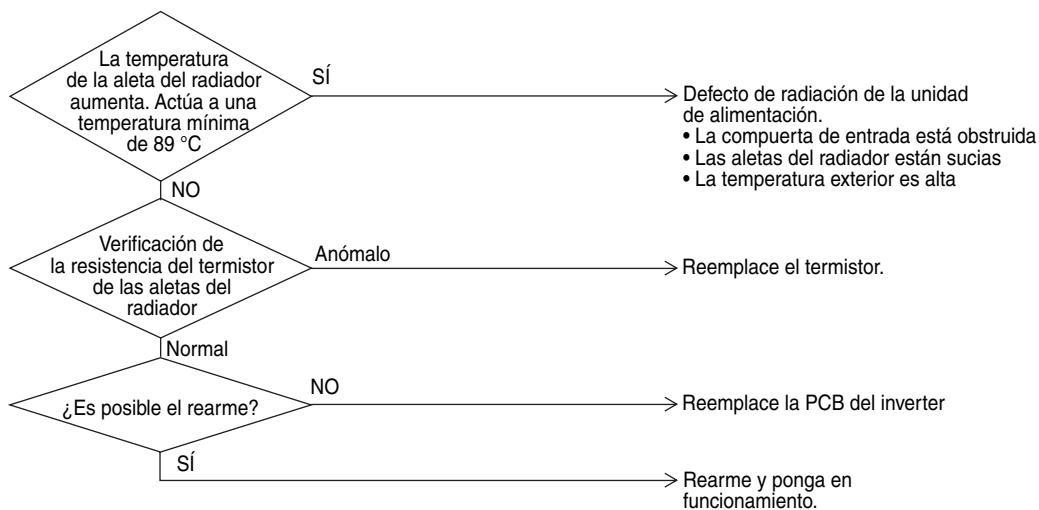 La temperatura
de la aleta del radiador
aumenta. Actúa a una
temperatura mínima
de 89 °C
SÍ
Defecto de radiación de la unidad
de alimentación.
• La compuerta de entrada está obstruida
• Las aletas del radiador están sucias
• La temperatura exterior es alta
NO
Verificación de
la resistencia del termistor
de las aletas del
radiador
Anómalo
Reemplace el termistor.
Normal
¿Es posible el rearme?
NO
Reemplace la PCB del inverter
SÍ
Rearme y ponga en
funcionamiento.